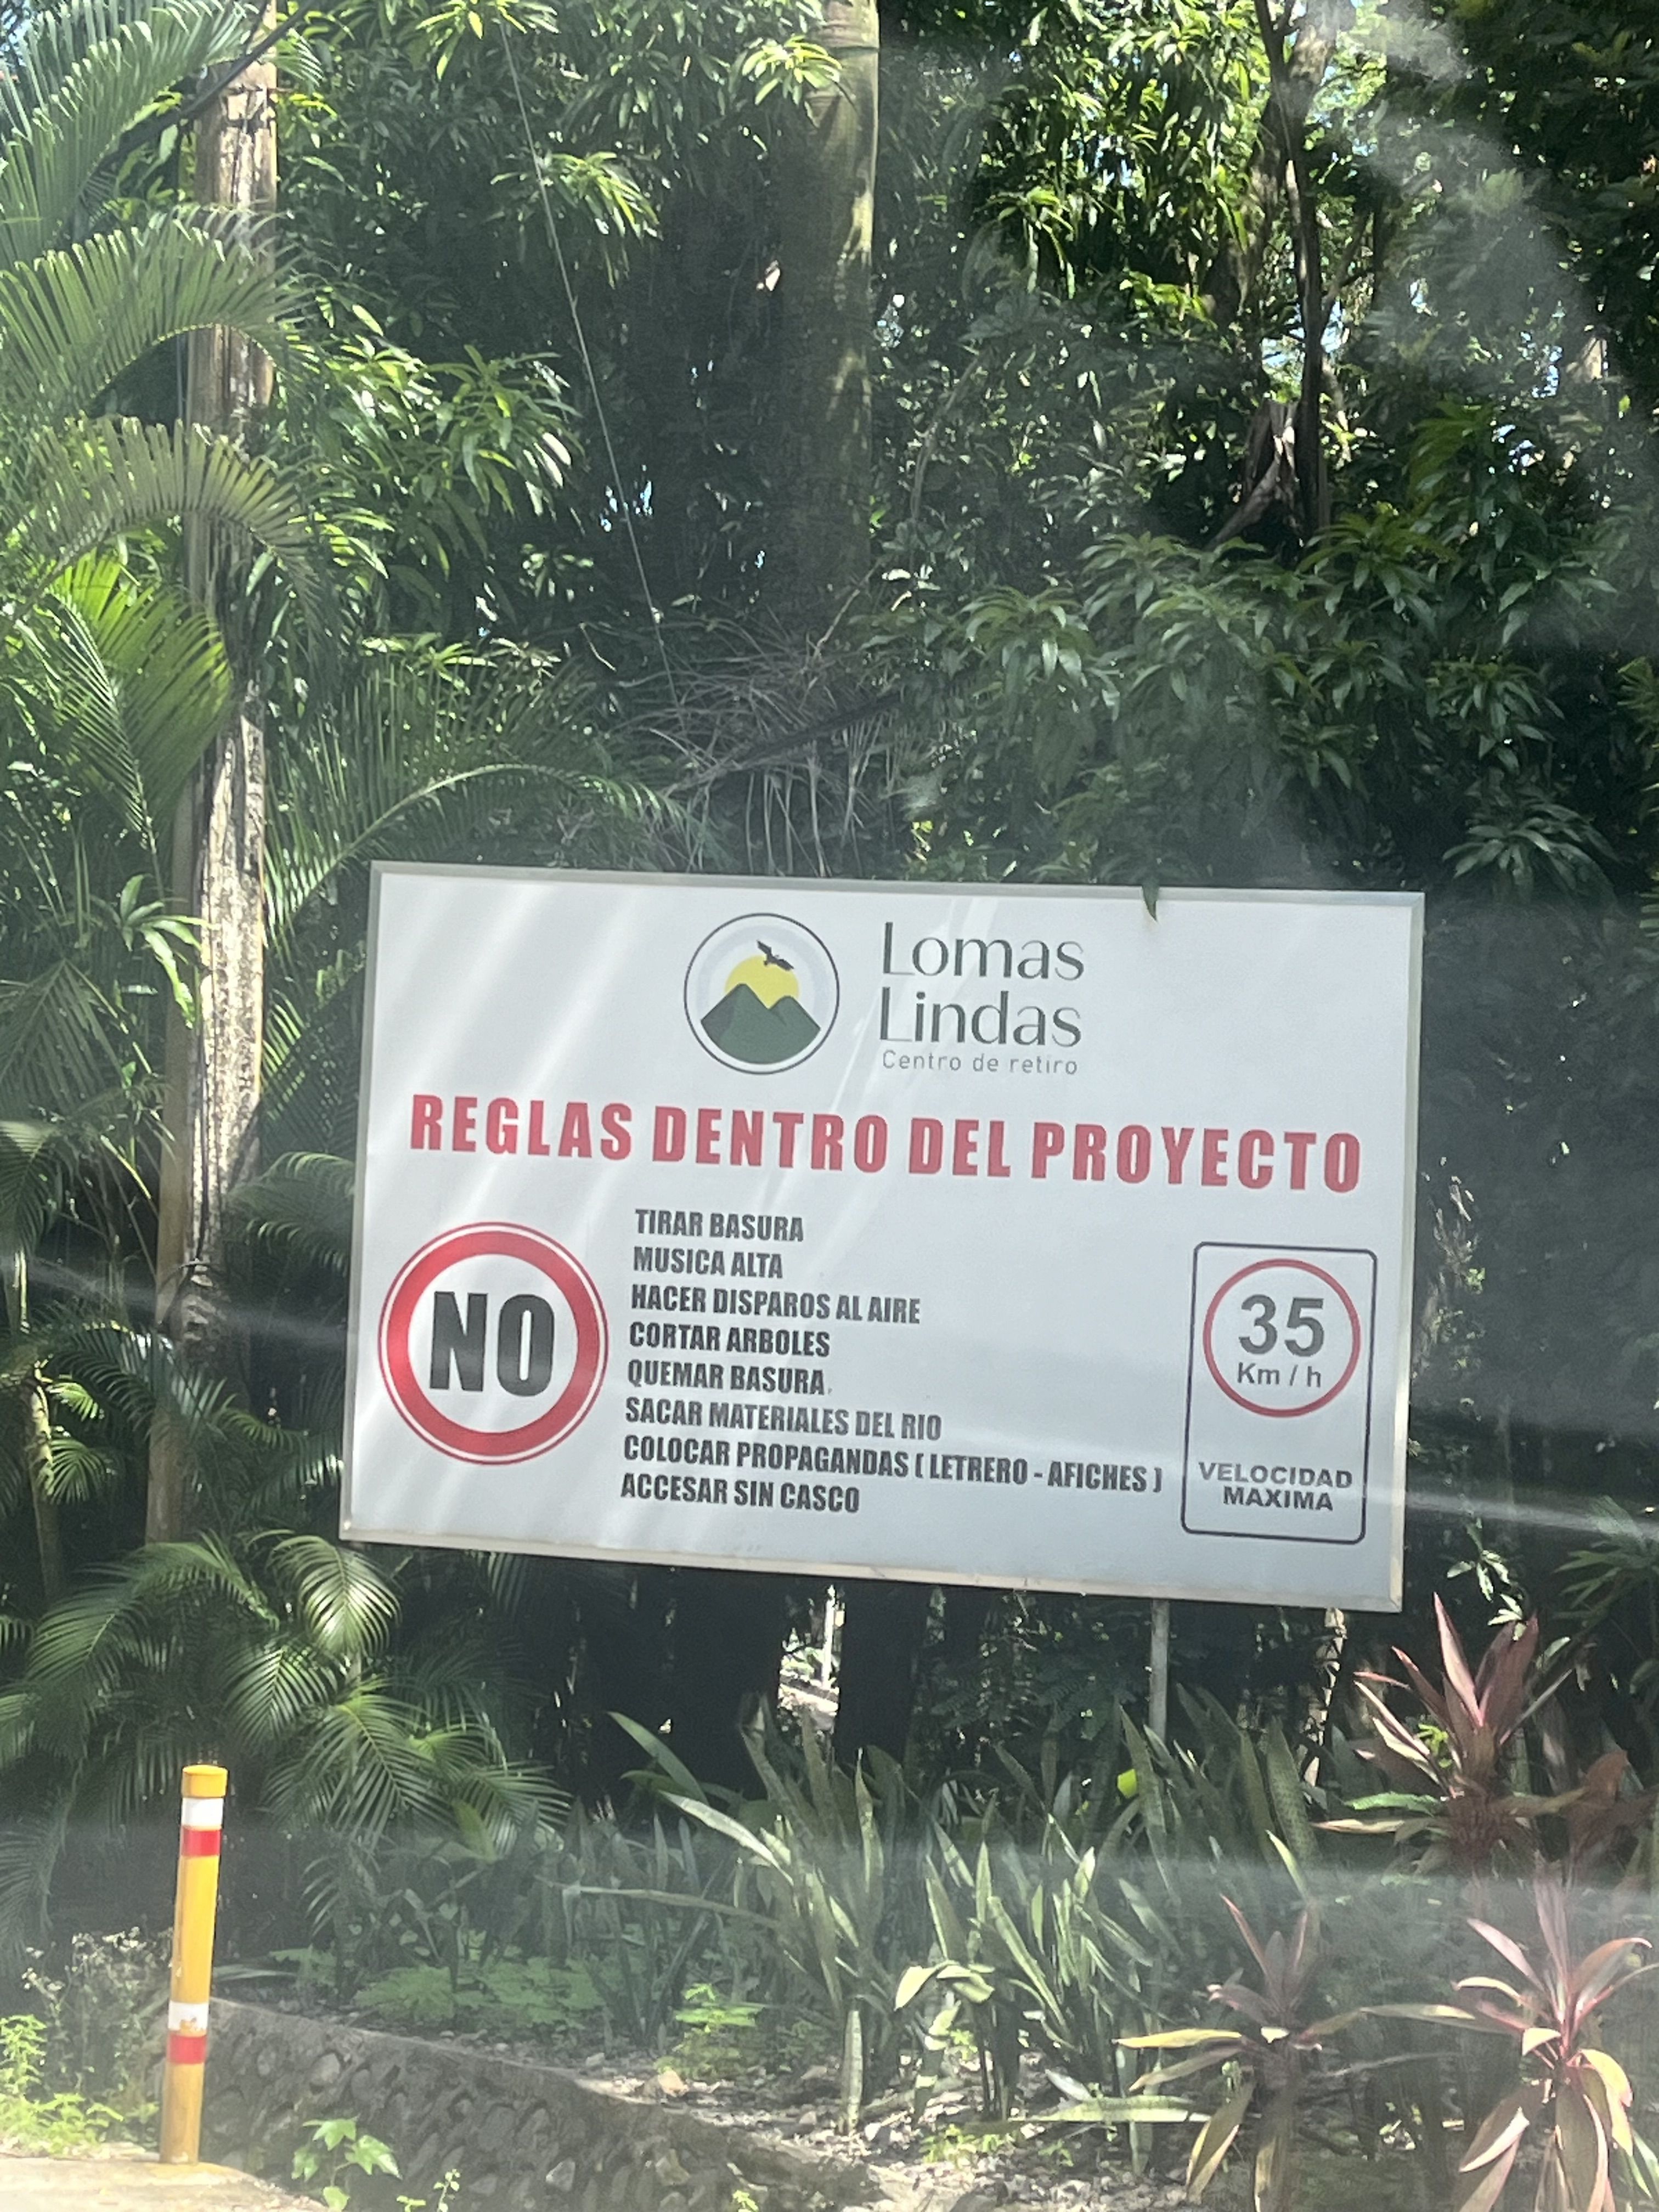 Lomas
Lindas
Centro de retiro
REGLAS DENTRO DEL PROYECTO
NO
TIRAR BASURA
MUSICA ALTA
HACER DISPAROS AL AIRE
CORTAR ARBOLES
QUEMAR BASURA
SACAR MATERIALES DEL RIO
COLOCAR PROPAGANDAS ( LETRERO - AFICHES )
ACCESAR SIN CASCO
35
Km / h
VELOCIDAD
MAXIMA